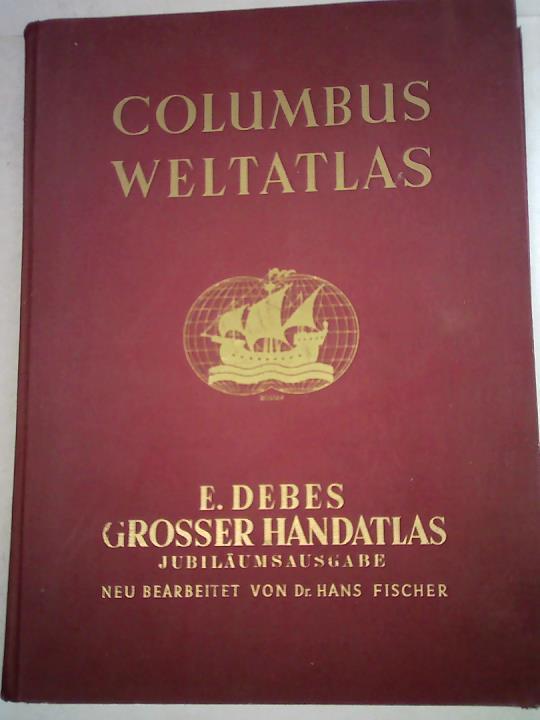 COLUMBUS
WELTATLAS
E. DEBES
GROSSER HANDATLAS
JUBILÄUMSAUSGABE
NEU BEARBEITET VON Dr. HANS FISCHER